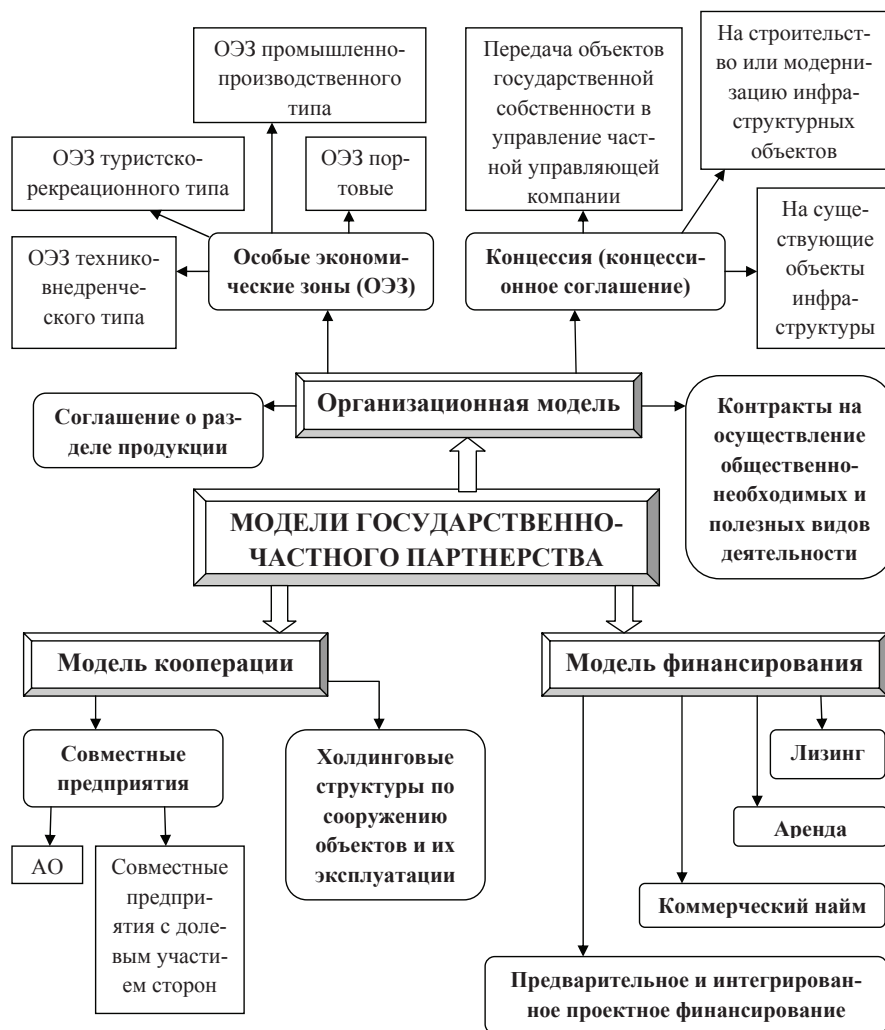 ОЭЗ промышленно-
производственного
типа
Передача объектов
государственной
собственности в
управление част-
ной управляющей
компании
На строительст-
во или модерни-
зацию инфра-
структурных
объектов
ОЭЗ туристско-
рекреационного типа
ОЭЗ пор-
товые
ОЭЗ технико-
внедренче-
ского типа
Особые экономи-
ческие зоны (ОЭЗ)
Концессия (концесси-
онное соглашение)
На суще-
ствующие
объекты
инфра-
структуры
Соглашение о раз-
деле продукции
Организационная модель
Контракты на
осуществление
общественно-
необходимых и
полезных видов
деятельности
МОДЕЛИ ГОСУДАРСТВЕННО-
ЧАСТНОГО ПАРТНЕРСТВА
Модель кооперации
Модель финансирования
Совместные
предприятия
Холдинговые
структуры по
сооружению
объектов и их
эксплуатации
Лизинг
Аренда
АО
Совместные
предприя-
тия с доле-
вым участи-
ем сторон
Коммерческий найм
Предварительное и интегрирован-
ное проектное финансирование